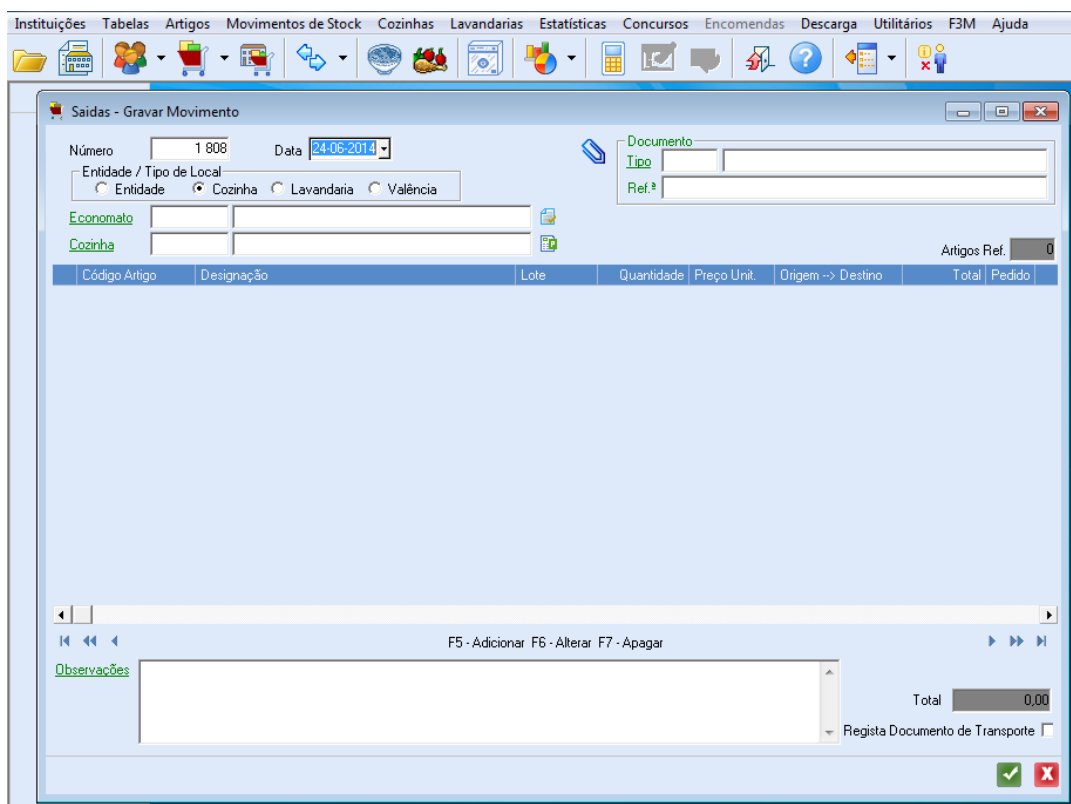 Instituições Tabelas Artigos Movimentos de Stock Cozinhas Lavandarias Estatísticas Concursos Encomendas Descarga Utilitários F3M Ajuda
Saidas - Gravar Movimento
Número 1 808 Data 24-06-2014
Documento
Tipo
Ref.ª
Entidade / Tipo de Local
Entidade Cozinha Lavandaria Valência
Economato
Cozinha
Artigos Ref. 0
Código Artigo Designação Lote Quantidade Preço Unit. Origem --> Destino Total Pedido
F5 - Adicionar F6 - Alterar F7 - Apagar
Observações
Total 0,00
Regista Documento de Transporte